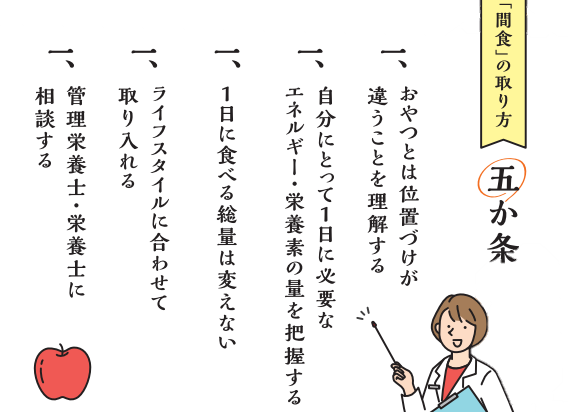 「間食」の取り方
五か条
一、
おやつとは位置づけが
違うことを理解する
一、
自分にとって1日に必要な
エネルギー・栄養素の量を把握する
一、
1日に食べる総量は変えない
一、
ライフスタイルに合わせて
取り入れる
一、
管理栄養士・栄養士に
相談する